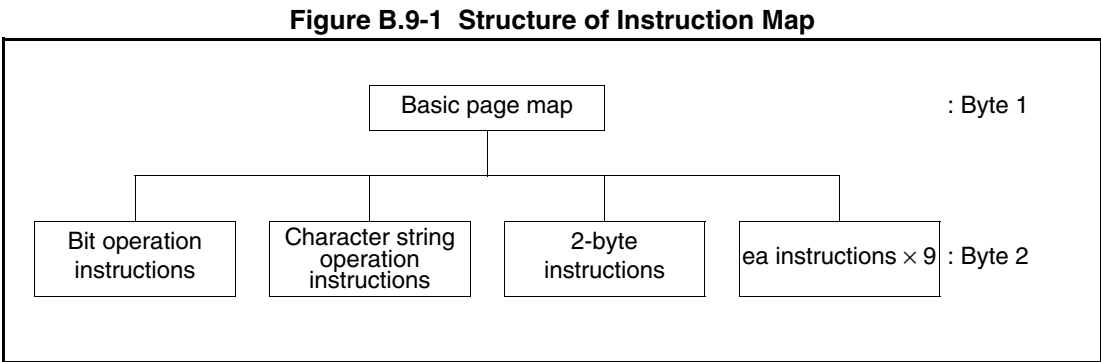 Figure B.9-1 Structure of Instruction Map
Basic page map
: Byte 1
Bit operation
instructions
Character string
operation
instructions
2-byte
instructions
ea instructions × 9
: Byte 2